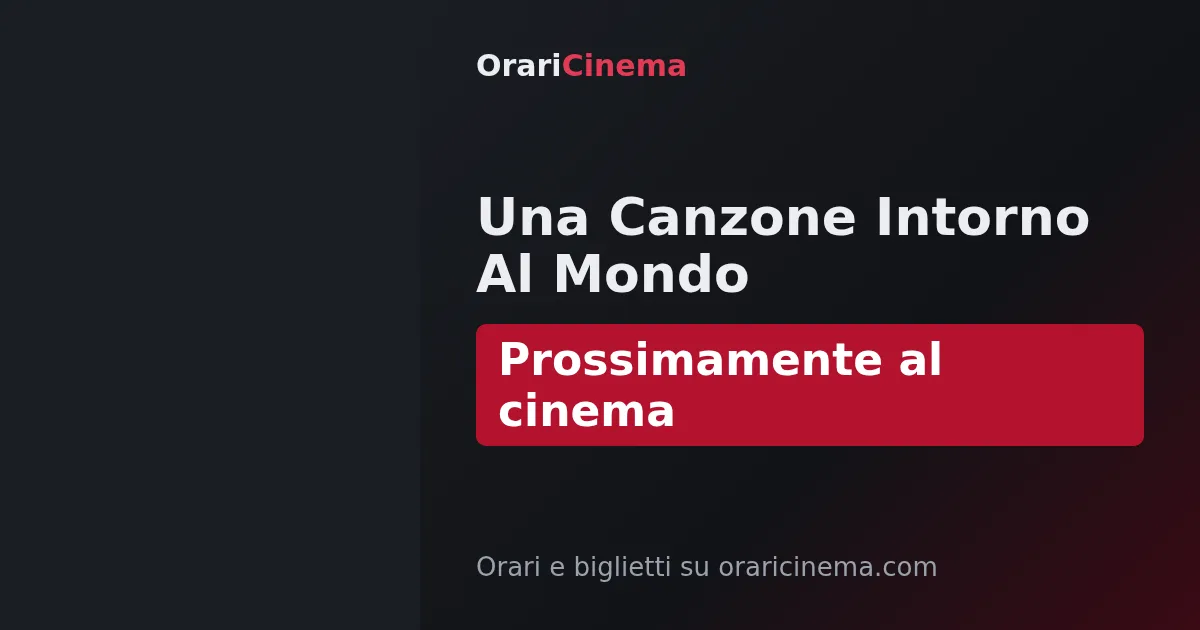 OrariCinema
Una Canzone Intorno
Al Mondo
Prossimamente al
cinema
Orari e biglietti su oraricinema.com